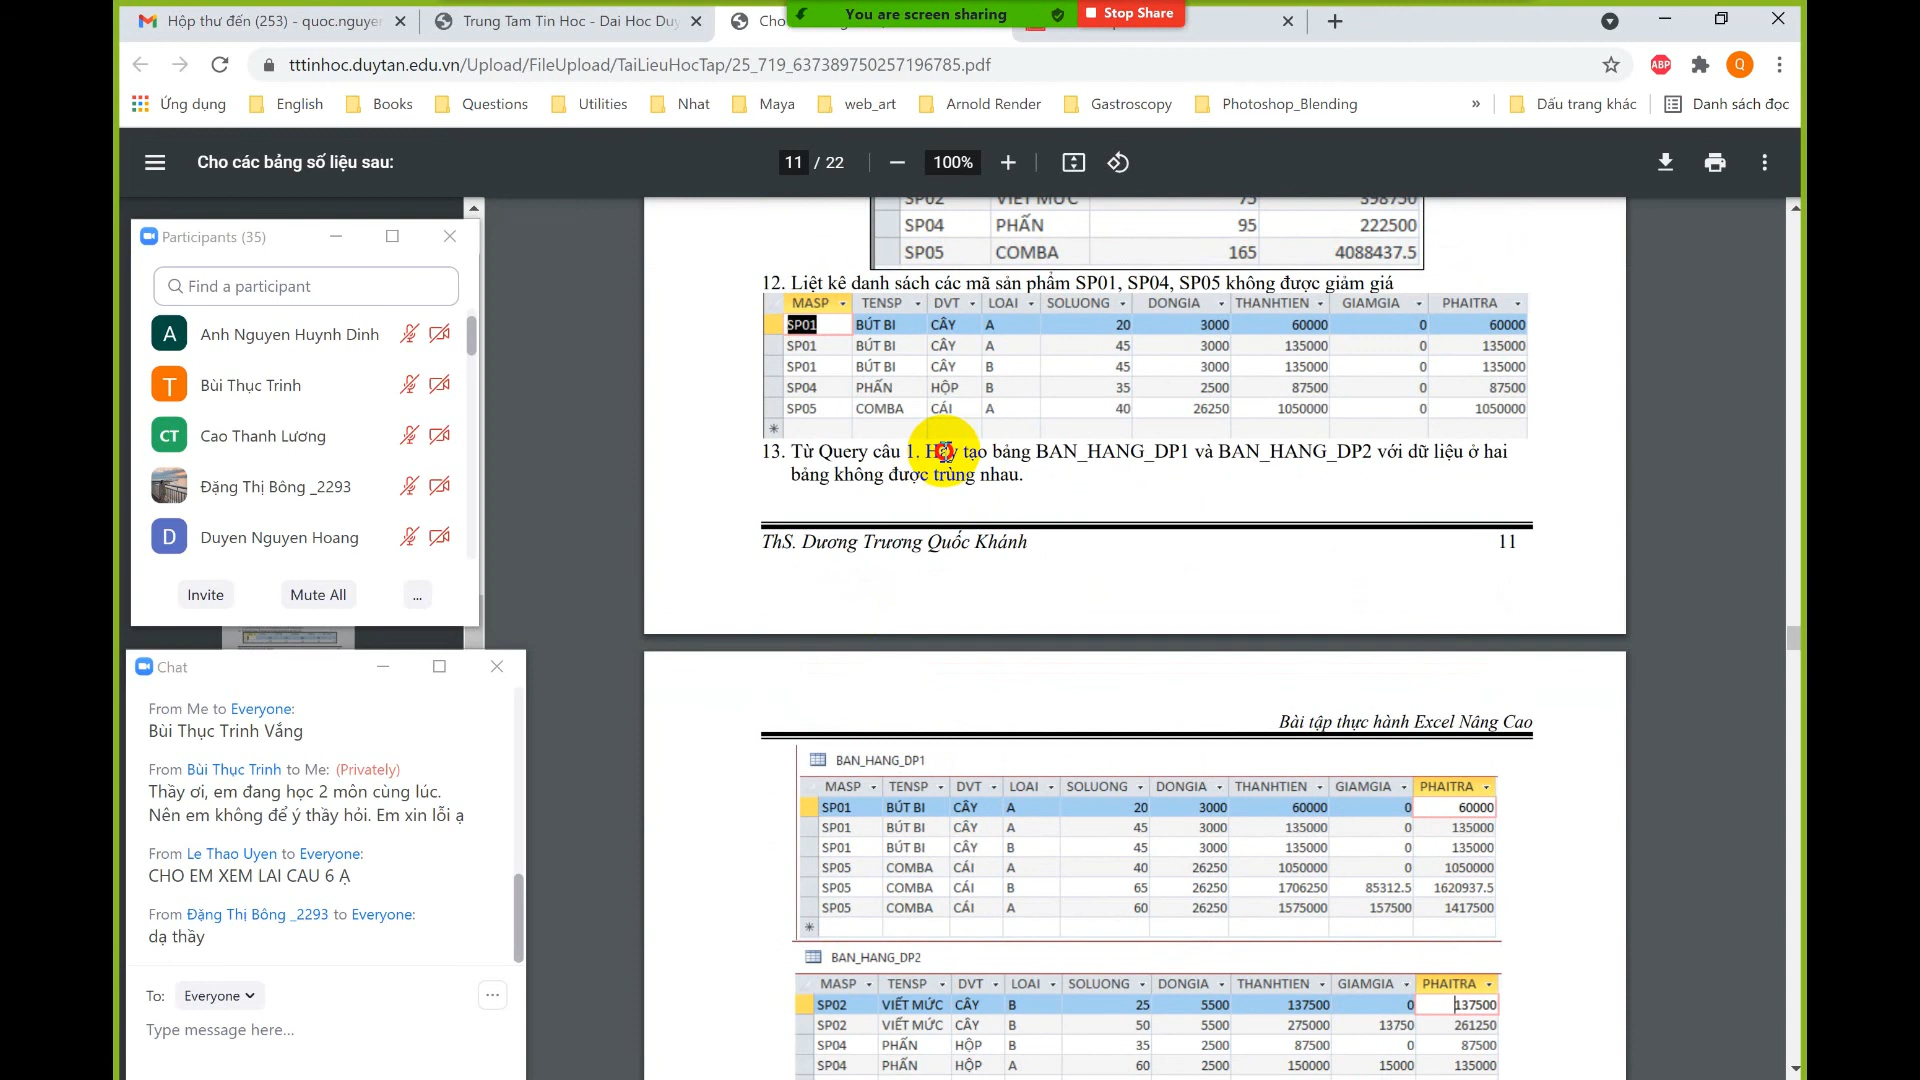 Hộp thư đến (253) - quoc.nguyer
Trung Tam Tin Hoc - Dai Hoc Duy
Cho
You are screen sharing
Stop Share
tttinhoc.duytan.edu.vn/Upload/FileUpload/TaiLieuHocTap/25_719_637389750257196785.pdf
ABP
Q
Ứng dụng
English
Books
Questions
Utilities
Nhat
Maya
web_art
Arnold Render
Gastroscopy
Photoshop_Blending
»
Dấu trang khác
Danh sách đọc
Cho các bảng số liệu sau:
11 / 22
100%
Participants (35)
Find a participant
A Anh Nguyen Huynh Dinh
T Bùi Thục Trinh
CT Cao Thanh Lương
Đặng Thị Bông _2293
D Duyen Nguyen Hoang
Invite
Mute All
...
Chat
From Me to Everyone:
Bùi Thục Trinh Vắng
From Bùi Thục Trinh to Me: (Privately)
Thầy ơi, em đang học 2 môn cùng lúc.
Nên em không để ý thầy hỏi. Em xin lỗi ạ
From Le Thao Uyen to Everyone:
CHO EM XEM LAI CAU 6 Ạ
From Đặng Thị Bông _2293 to Everyone:
dạ thầy
To: Everyone
Type message here...
SP02 VIẾT MỨC 75 398750
SP04 PHẤN 95 222500
SP05 COMBA 165 4088437.5
12. Liệt kê danh sách các mã sản phẩm SP01, SP04, SP05 không được giảm giá
MASP TENSP DVT LOAI SOLUONG DONGIA THANHTIEN GIAMGIA PHAITRA
SP01 BÚT BI CÂY A 20 3000 60000 0 60000
SP01 BÚT BI CÂY A 45 3000 135000 0 135000
SP01 BÚT BI CÂY B 45 3000 135000 0 135000
SP04 PHẤN HỘP B 35 2500 87500 0 87500
SP05 COMBA CÁI A 40 26250 1050000 0 1050000
13. Từ Query câu 1. Hãy tạo bảng BAN_HANG_DP1 và BAN_HANG_DP2 với dữ liệu ở hai
bảng không được trùng nhau.
ThS. Dương Trương Quốc Khánh 11
Bài tập thực hành Excel Nâng Cao
BAN_HANG_DP1
MASP TENSP DVT LOAI SOLUONG DONGIA THANHTIEN GIAMGIA PHAITRA
SP01 BÚT BI CÂY A 20 3000 60000 0 60000
SP01 BÚT BI CÂY A 45 3000 135000 0 135000
SP01 BÚT BI CÂY B 45 3000 135000 0 135000
SP05 COMBA CÁI A 40 26250 1050000 0 1050000
SP05 COMBA CÁI B 65 26250 1706250 85312.5 1620937.5
SP05 COMBA CÁI A 60 26250 1575000 157500 1417500
BAN_HANG_DP2
MASP TENSP DVT LOAI SOLUONG DONGIA THANHTIEN GIAMGIA PHAITRA
SP02 VIẾT MỨC CÂY B 25 5500 137500 0 137500
SP02 VIẾT MỨC CÂY B 50 5500 275000 13750 261250
SP04 PHẤN HỘP B 35 2500 87500 0 87500
SP04 PHẤN HỘP A 60 2500 150000 15000 135000